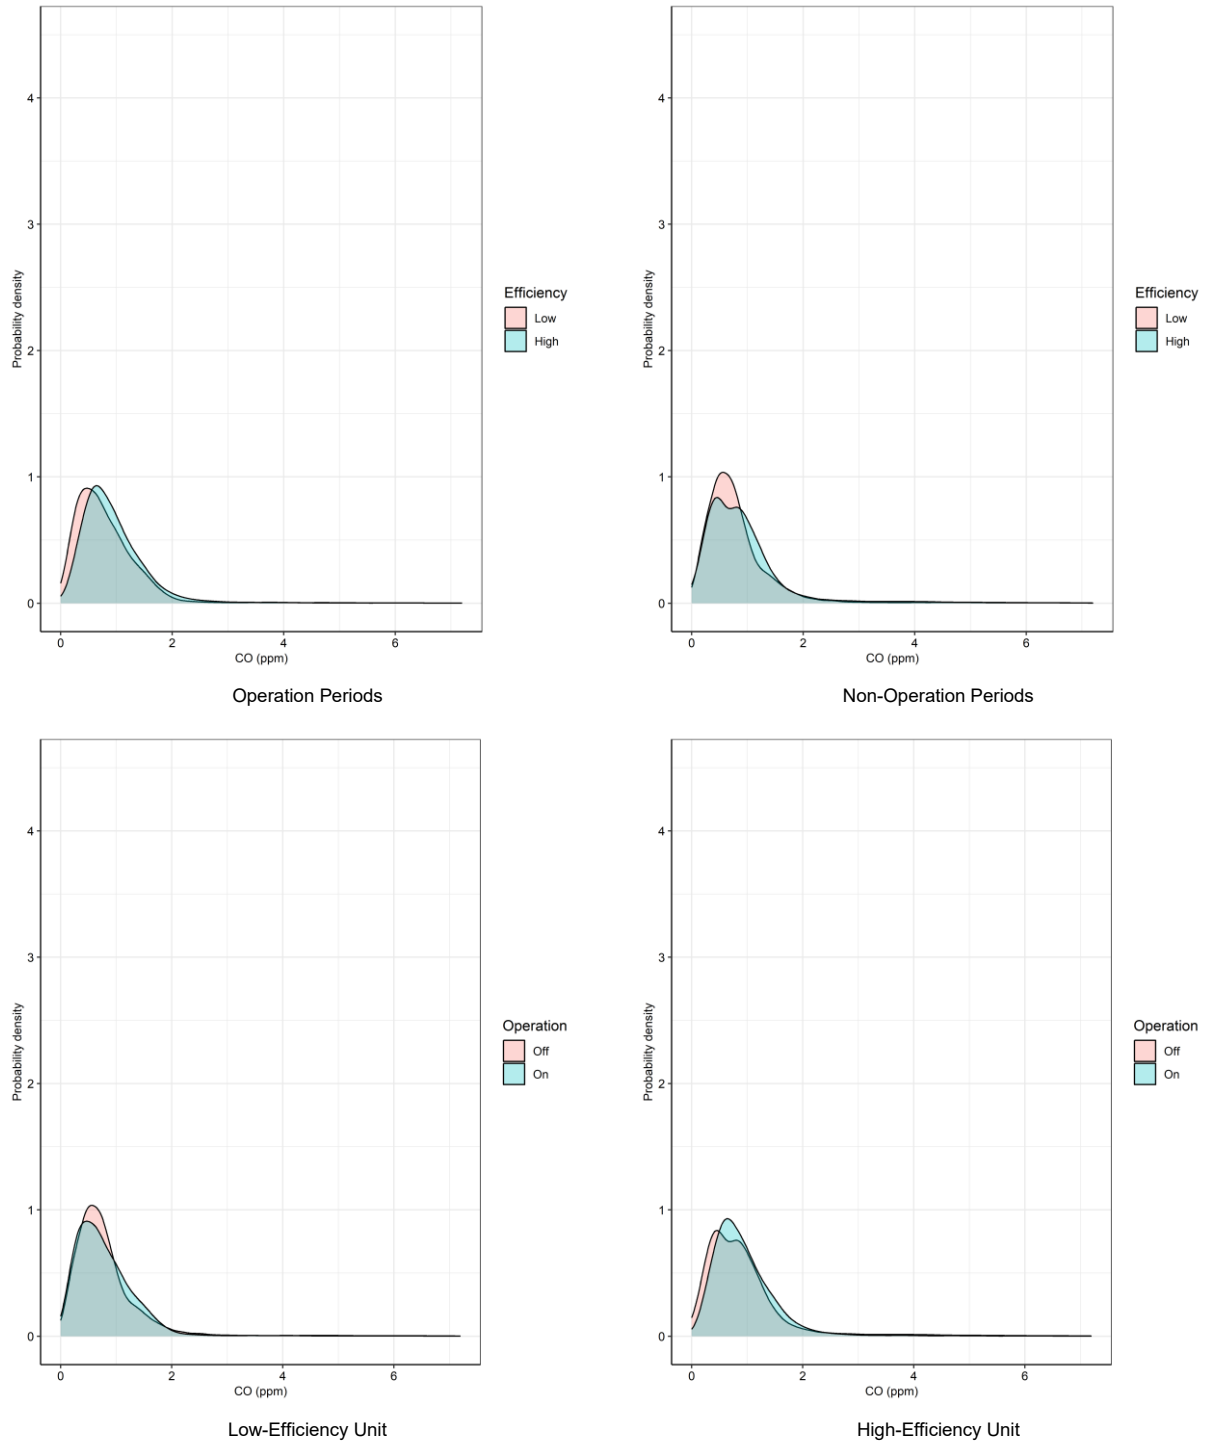 4
3
2
1
0
Probability density
0 2 4 6
CO (ppm)
Efficiency
Low
High
Operation Periods
4
3
2
1
0
Probability density
0 2 4 6
CO (ppm)
Efficiency
Low
High
Non-Operation Periods
4
3
2
1
0
Probability density
0 2 4 6
CO (ppm)
Operation
Off
On
Low-Efficiency Unit
4
3
2
1
0
Probability density
0 2 4 6
CO (ppm)
Operation
Off
On
High-Efficiency Unit